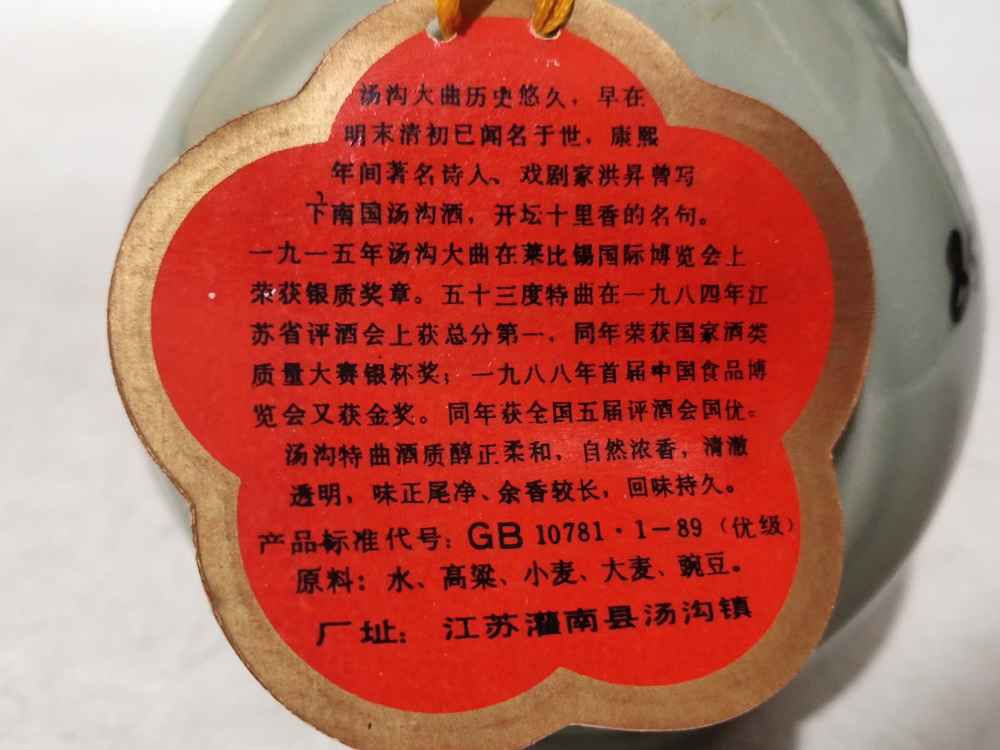 汤沟大曲历史悠久，早在
明末清初已闻名于世，康熙
年间著名诗人、戏剧家洪昇曾写
下南国汤沟酒，开坛十里香的名句。
一九一五年汤沟大曲在莱比锡国际博览会上
荣获银质奖章。五十三度特曲在一九八四年江
苏省评酒会上获总分第一，同年荣获国家酒类
质量大赛银杯奖；一九八八年首届中国食品博
览会又获金奖。同年获全国五届评酒会国优。
汤沟特曲酒质醇正柔和，自然浓香，清澈
透明，味正尾净、余香较长，回味持久。
产品标准代号：GB 10781·1-89（优级）
原料：水、高粱、小麦、大麦、豌豆。
厂址：江苏灌南县汤沟镇